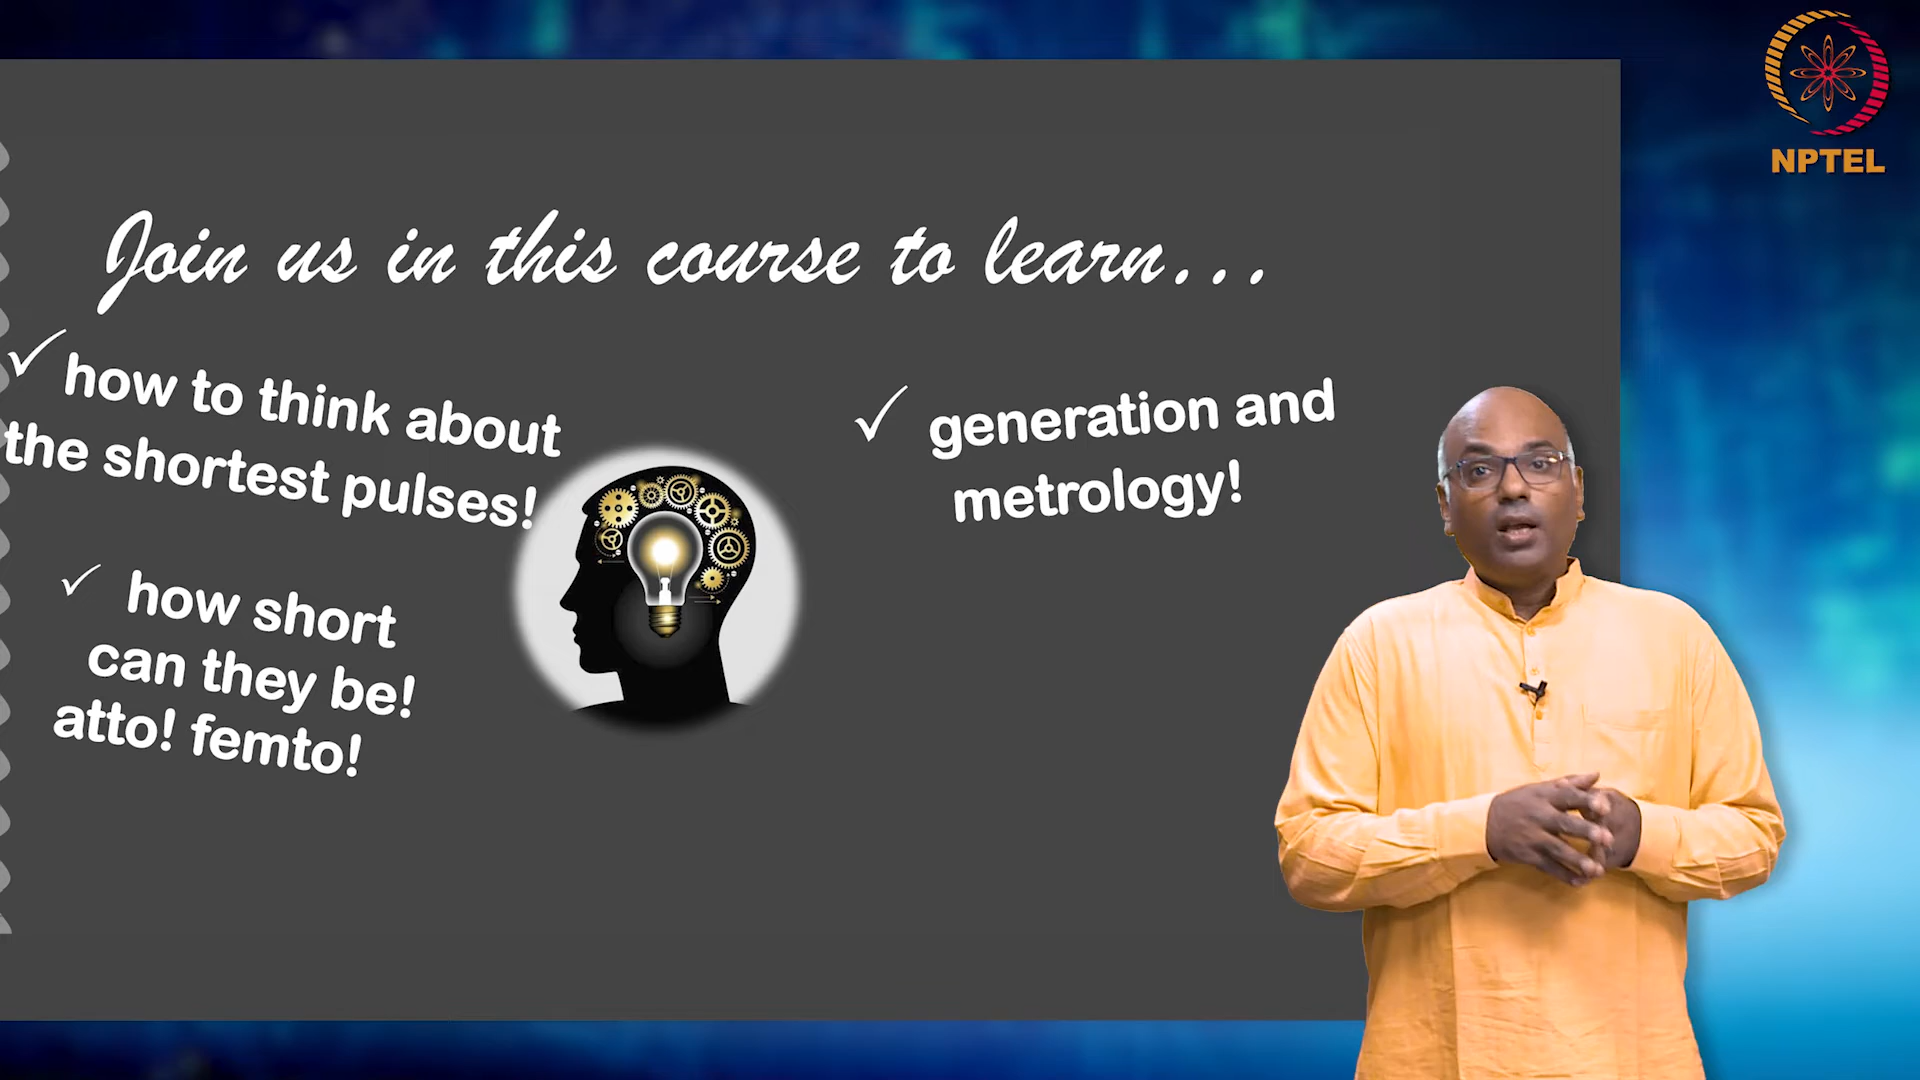 NPTEL
Join us in this course to learn...
✓ how to think about
the shortest pulses!
✓ how short
can they be!
atto! femto!
✓ generation and
metrology!